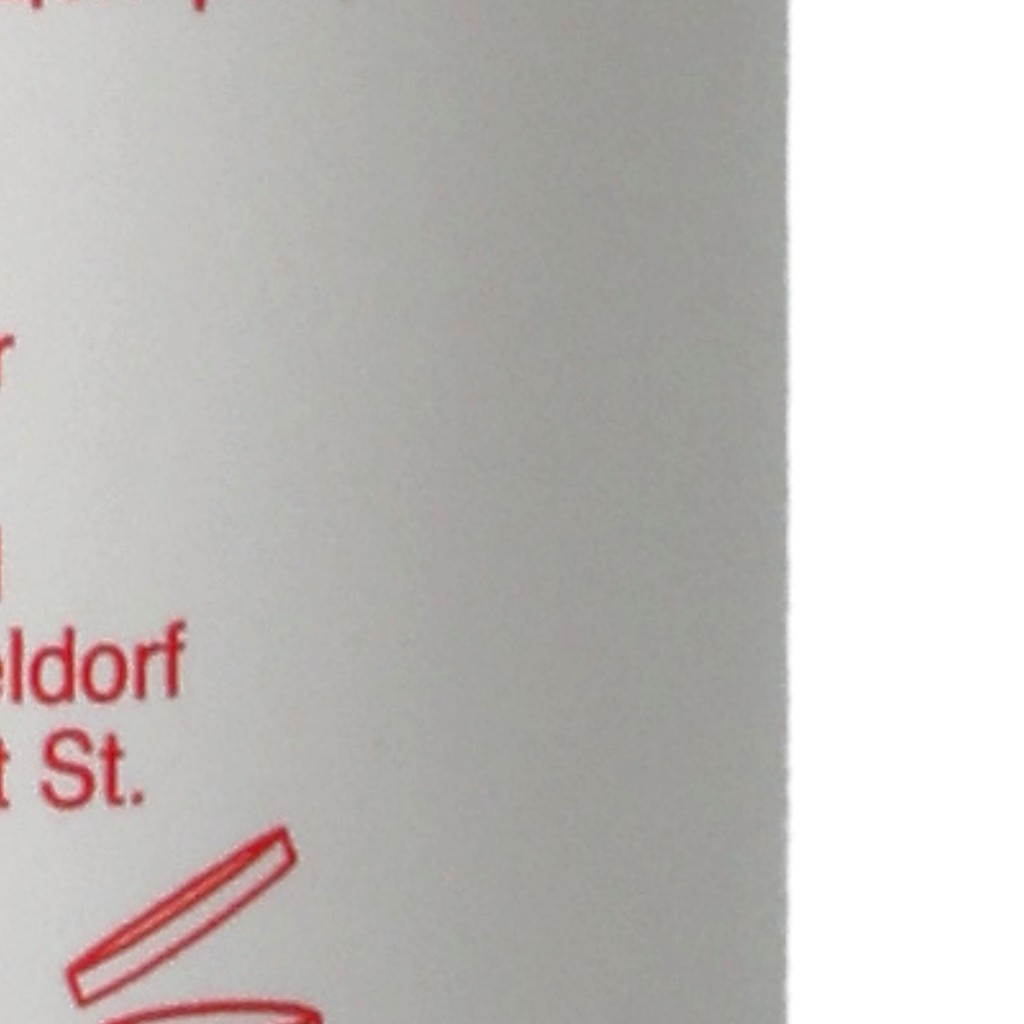 r
eldorf
t St.